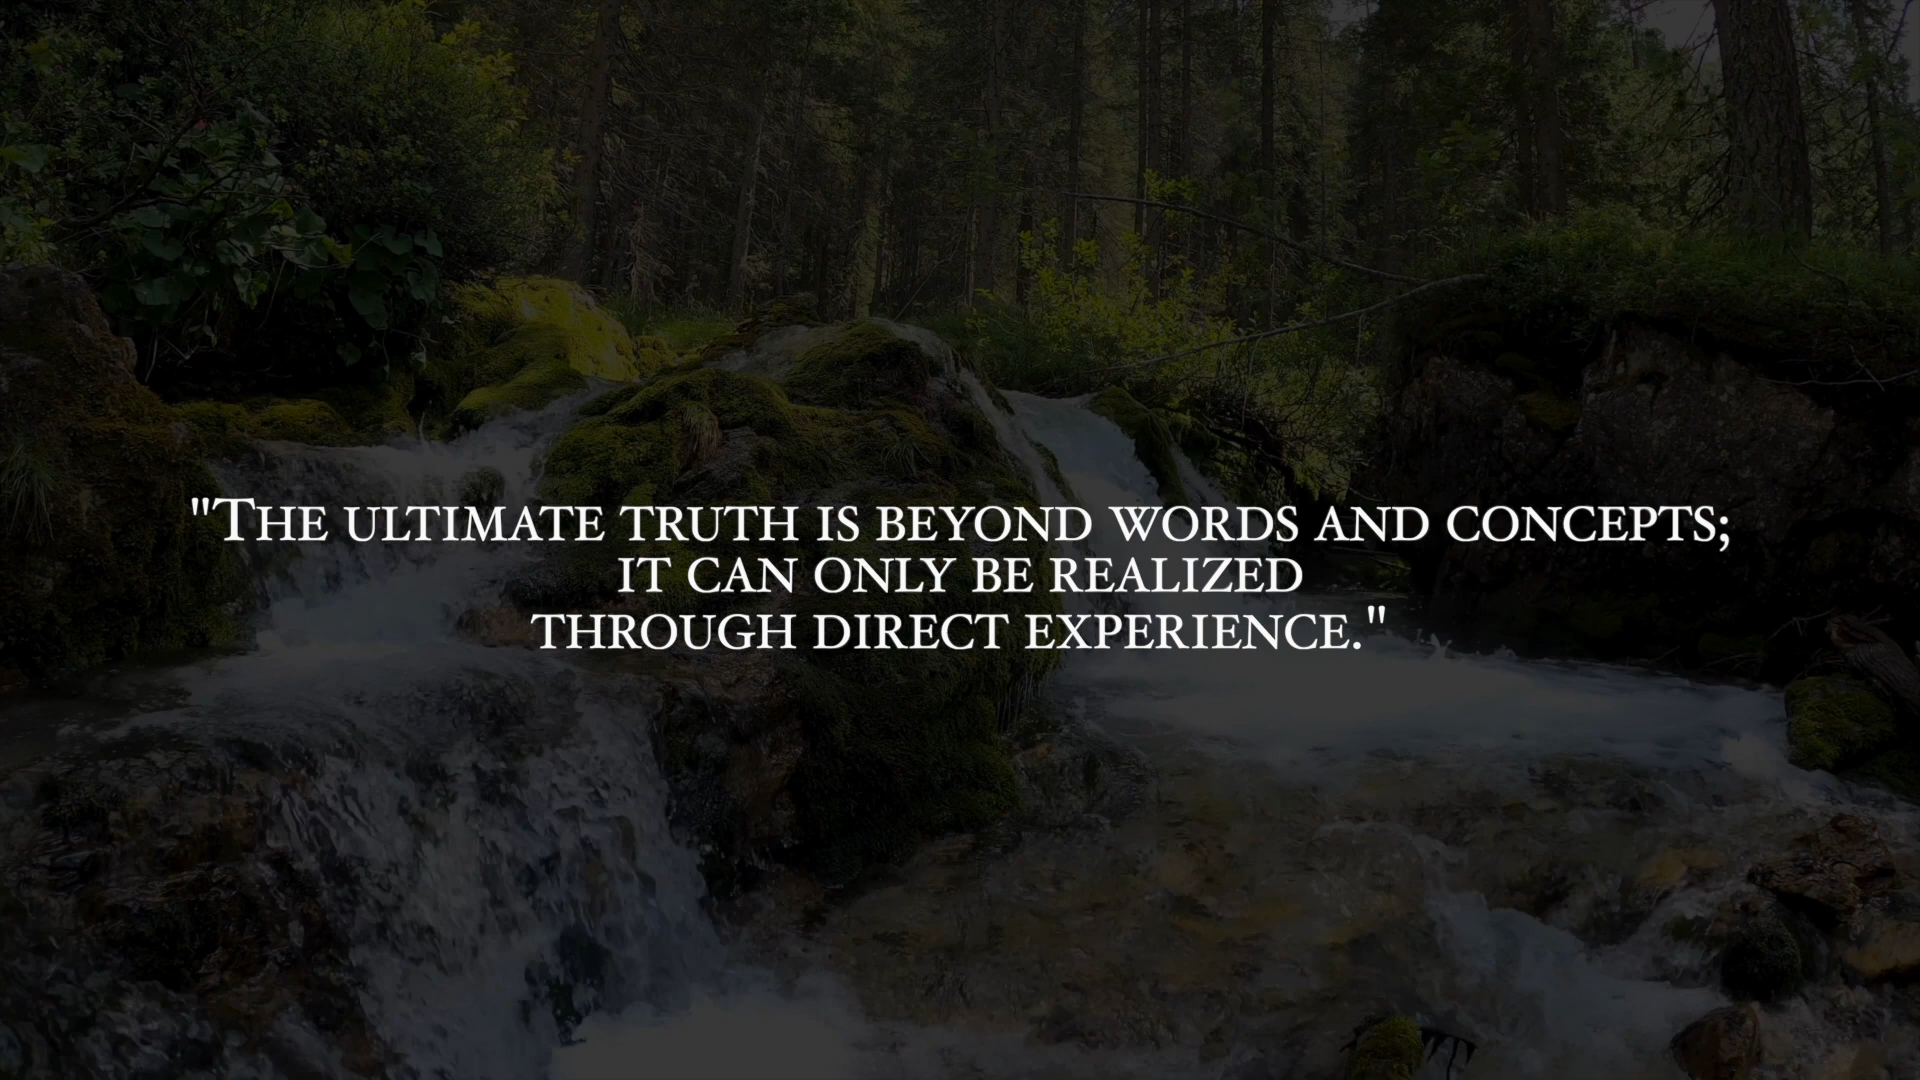 "The ultimate truth is beyond words and concepts;
it can only be realized
through direct experience."